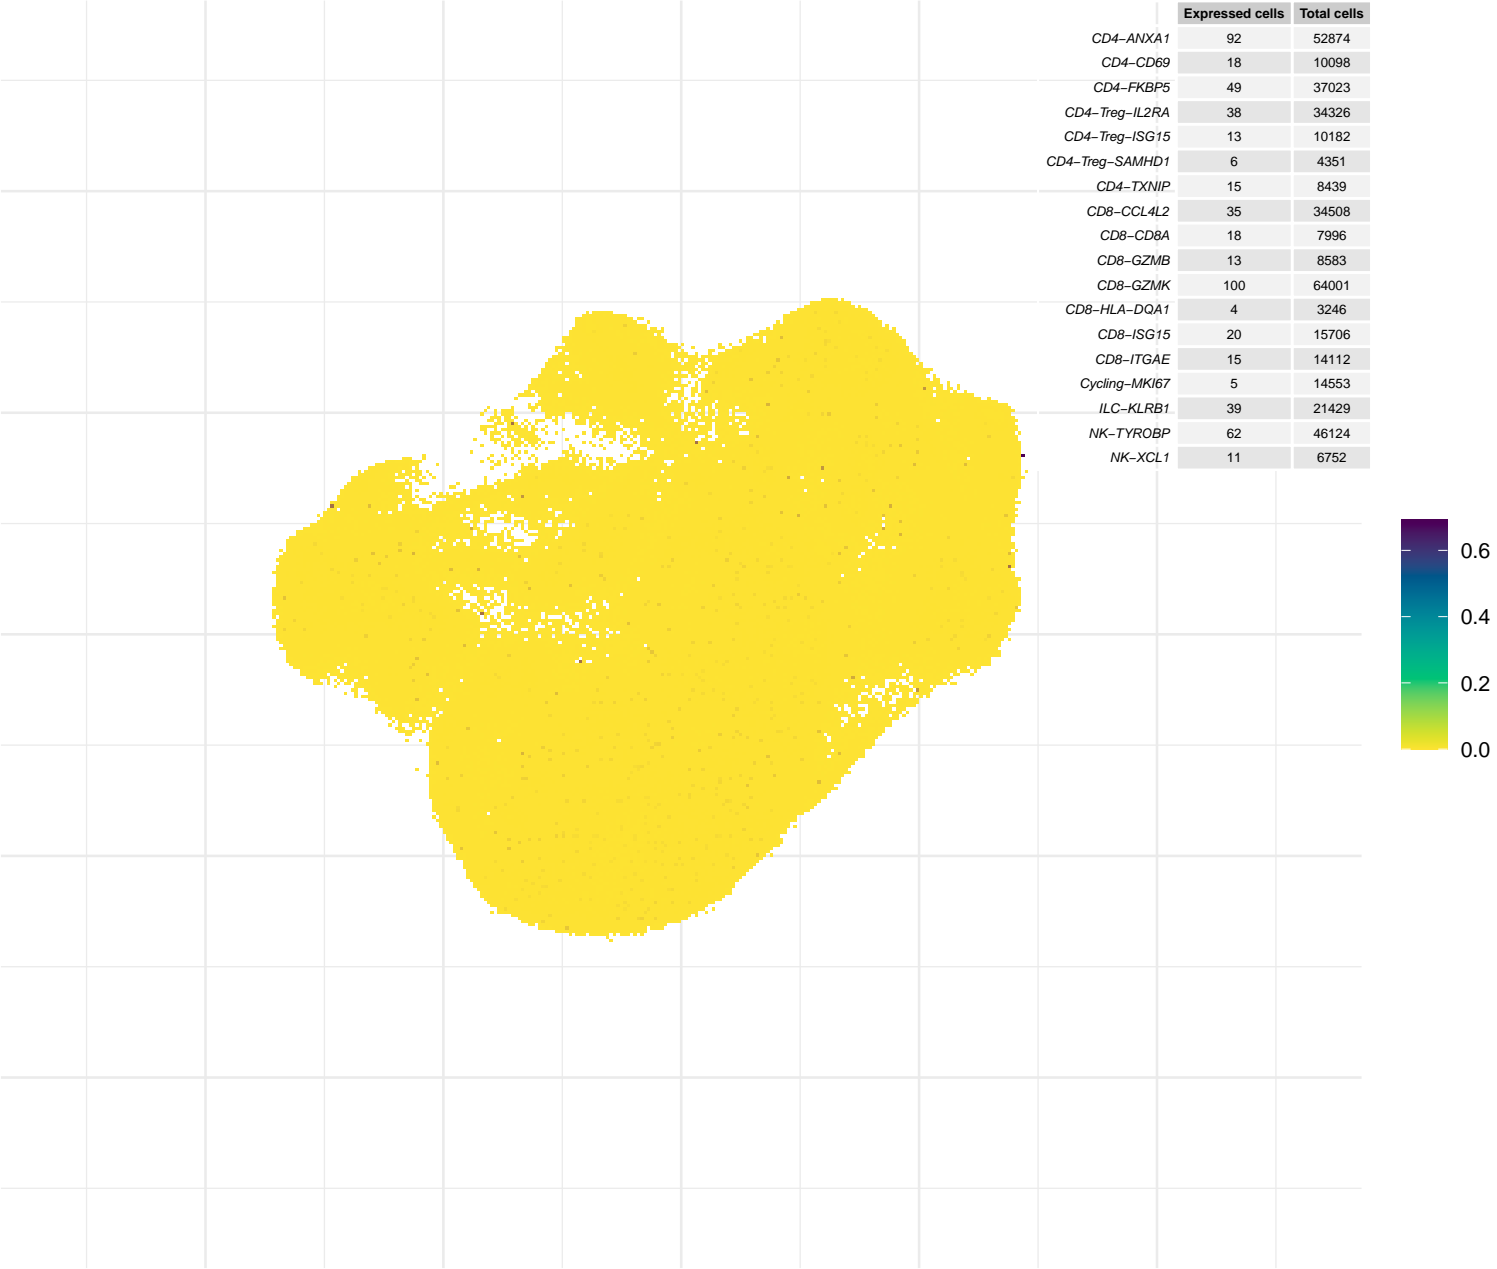 Expressed cells Total cells
CD4−ANXA1 92 52874
CD4−CD69 18 10098
CD4−FKBP5 49 37023
CD4−Treg−IL2RA 38 34326
CD4−Treg−ISG15 13 10182
CD4−Treg−SAMHD1 6 4351
CD4−TXNIP 15 8439
CD8−CCL4L2 35 34508
CD8−CD8A 18 7996
CD8−GZMB 13 8583
CD8−GZMK 100 64001
CD8−HLA−DQA1 4 3246
CD8−ISG15 20 15706
CD8−ITGAE 15 14112
Cycling−MKI67 5 14553
ILC−KLRB1 39 21429
NK−TYROBP 62 46124
NK−XCL1 11 6752
0.6
0.4
0.2
0.0